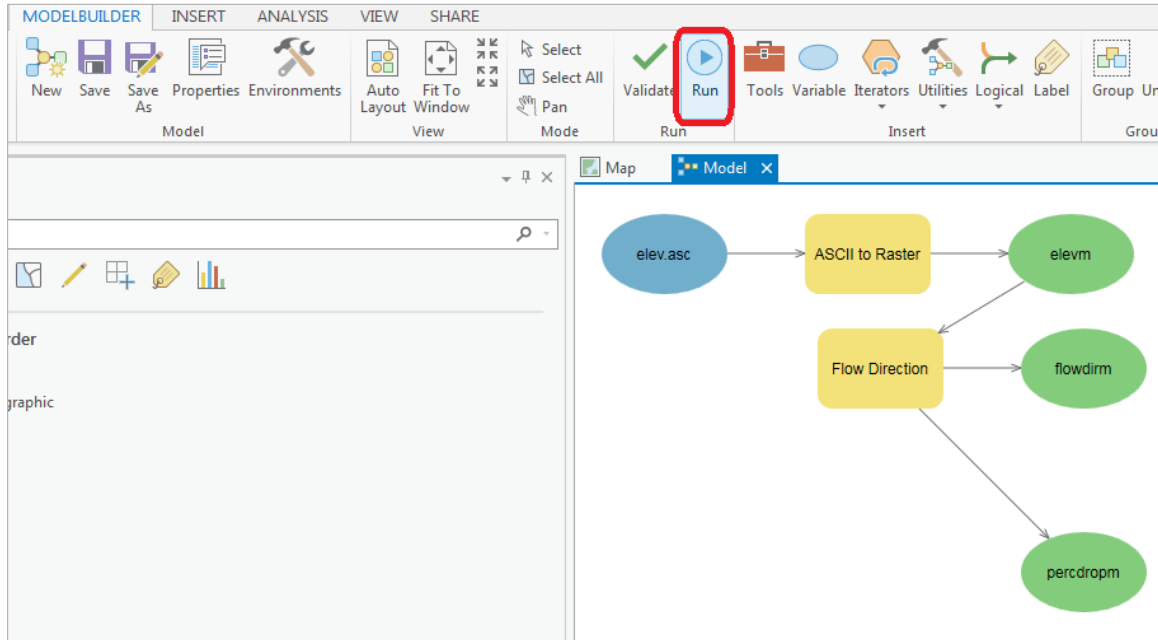 MODELBUILDER INSERT ANALYSIS VIEW SHARE
New Save Save As Properties Environments Auto Layout Fit To Window Select Select All Pan Validate Run Tools Variable Iterators Utilities Logical Label Group
Model View Mode Run Insert
Map Model
elev.asc ASCII to Raster elevm
rder
Flow Direction flowdirm
graphic
percdropm